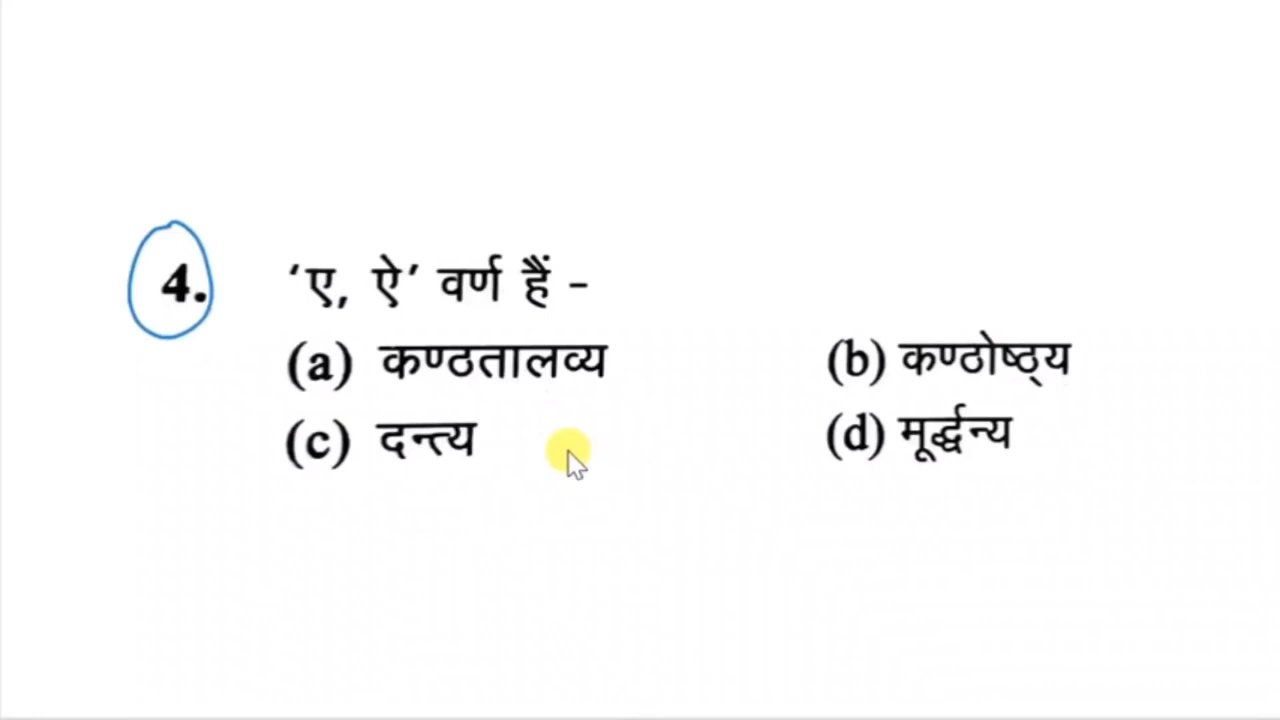 4. ‘ए, ऐ’ वर्ण हैं -
(a) कण्ठतालव्य (b) कण्ठोष्ठ्य
(c) दन्त्य (d) मूर्द्धन्य